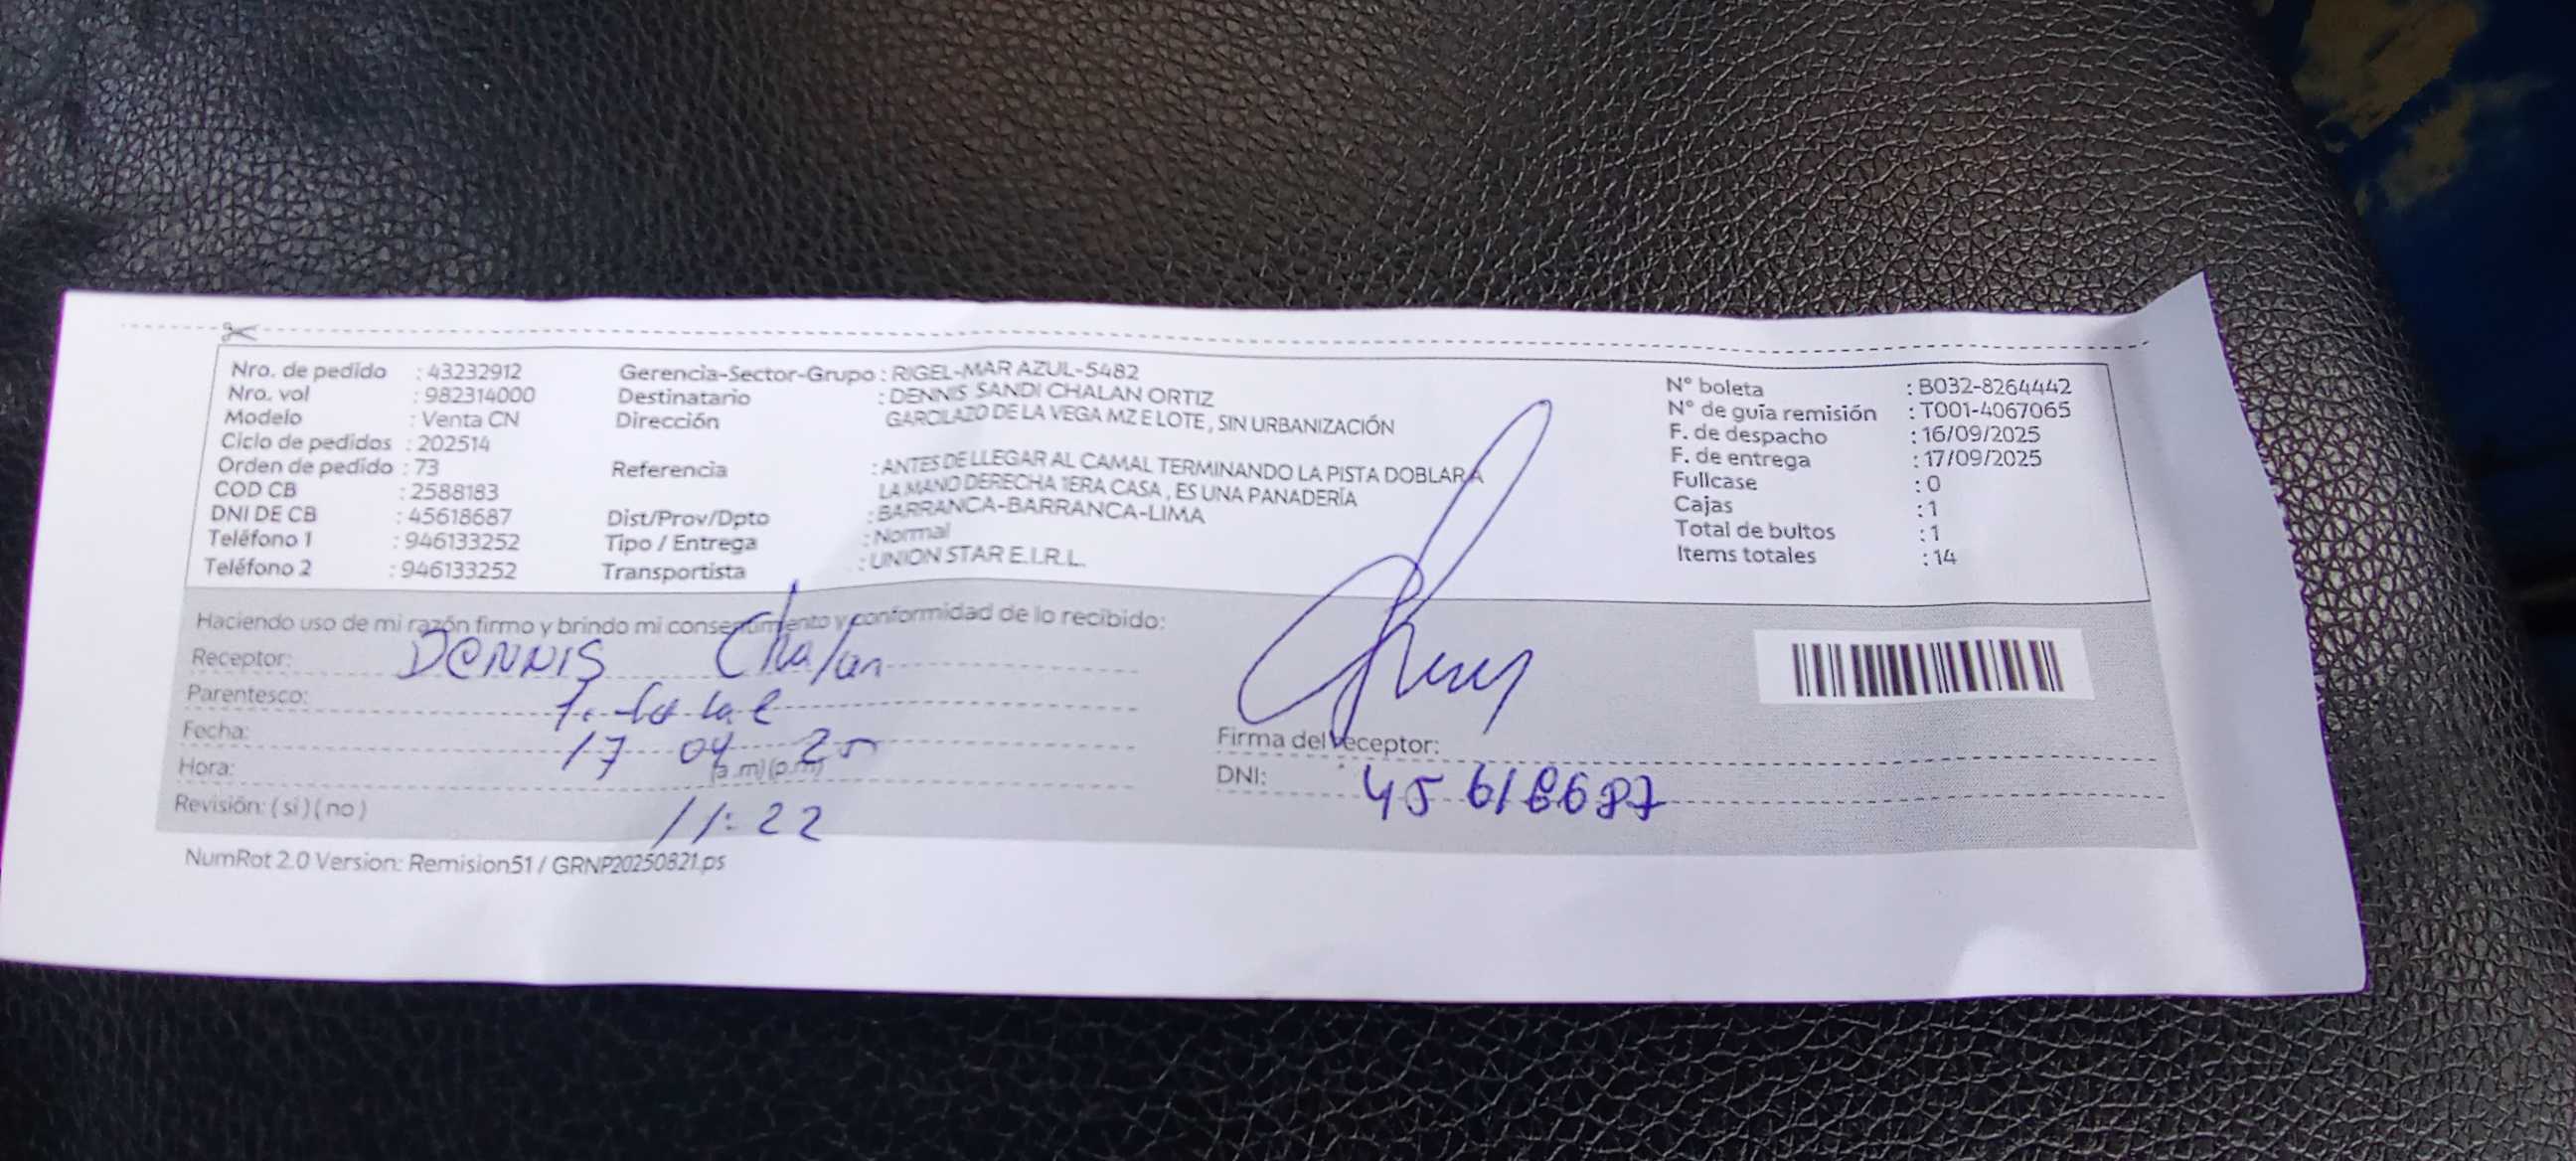 Nro. de pedido : 43232912
Nro. vol : 982314000
Modelo : Venta CN
Ciclo de pedidos : 202514
Orden de pedido : 73
COD CB : 2588183
DNI DE CB : 45618687
Teléfono 1 : 946133252
Teléfono 2 : 946133252
Gerencia-Sector-Grupo : RIGEL-MAR AZUL-5482
Destinatario : DENNIS SANDI CHALAN ORTIZ
Dirección GARCILAZO DE LA VEGA MZ E LOTE , SIN URBANIZACIÓN
Referencia : ANTES DE LLEGAR AL CAMAL TERMINANDO LA PISTA DOBLAR A
LA MANO DERECHA 1ERA CASA , ES UNA PANADERÍA
Dist/Prov/Dpto : BARRANCA-BARRANCA-LIMA
Tipo / Entrega : Normal
Transportista : UNION STAR E.I.R.L.
N° boleta : B032-8264442
N° de guia remisión : T001-4067065
F. de despacho : 16/09/2025
F. de entrega : 17/09/2025
Fullcase : 0
Cajas : 1
Total de bultos : 1
Items totales : 14
Haciendo uso de mi razón firmo y brindo mi consentimiento y conformidad de lo recibido:
Receptor: DENNIS Chalan
Parentesco:
Fecha: 17 09 25
Hora: (a.m)(p.m)
11:22
Revisión: ( si ) ( no )
Firma del receptor:
DNI: 45618687
NumRot 2.0 Version: Remision51 / GRNP20250821.ps